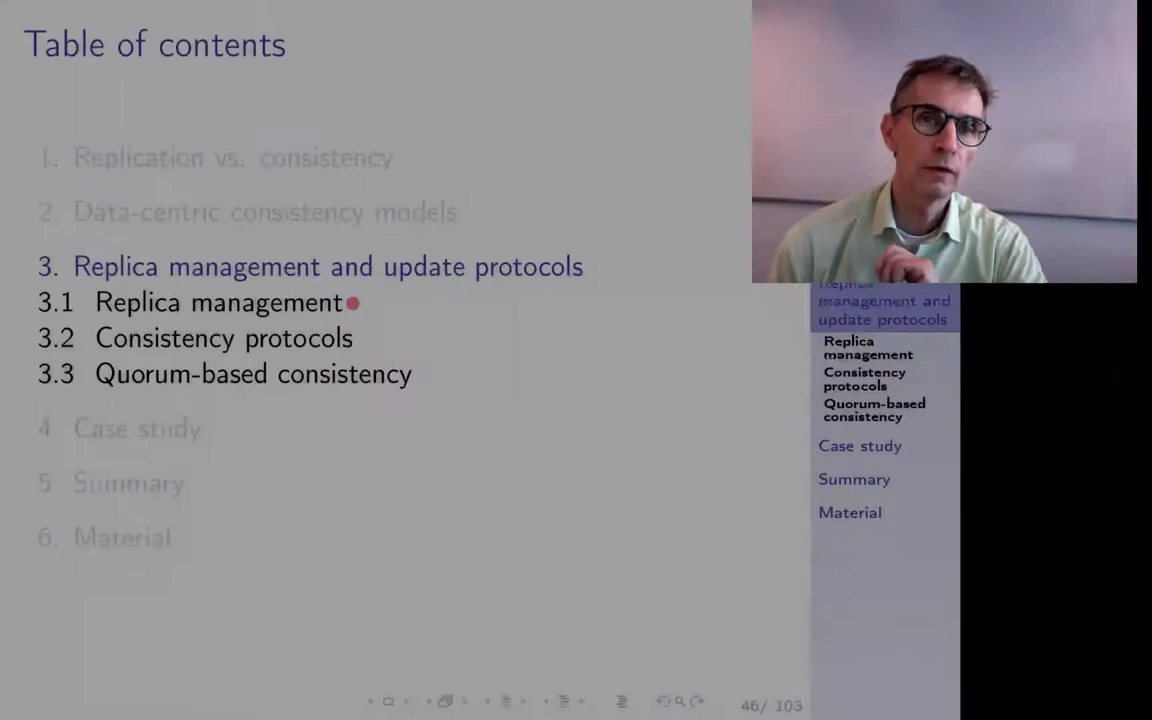 Table of contents
1. Replication vs. consistency
2. Data-centric consistency models
3. Replica management and update protocols
3.1 Replica management
3.2 Consistency protocols
3.3 Quorum-based consistency
4 Case study
5 Summary
6. Material
Replica
management and
update protocols
Replica
management
Consistency
protocols
Quorum-based
consistency
Case study
Summary
Material
46/ 103